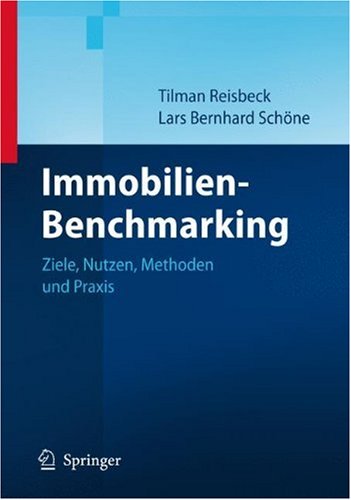 Tilman Reisbeck
Lars Bernhard Schöne
Immobilien-
Benchmarking
Ziele, Nutzen, Methoden
und Praxis
Springer